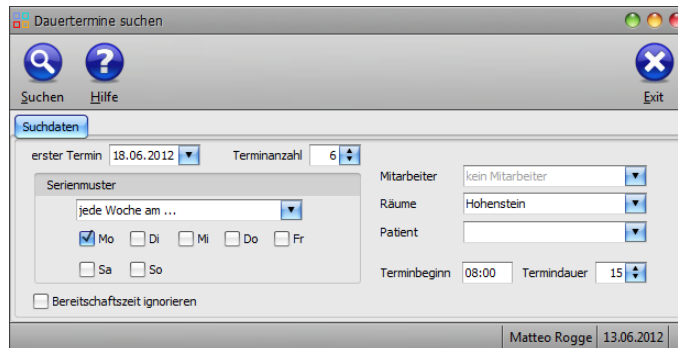 Dauertermine suchen
Suchen Hilfe Exit
Suchdaten
erster Termin 18.06.2012 Terminanzahl 6
Mitarbeiter kein Mitarbeiter
Serienmuster
jede Woche am ...
Räume Hohenstein
Mo Di Mi Do Fr
Patient
Sa So
Terminbeginn 08:00 Termindauer 15
Bereitschaftszeit ignorieren
Matteo Rogge 13.06.2012